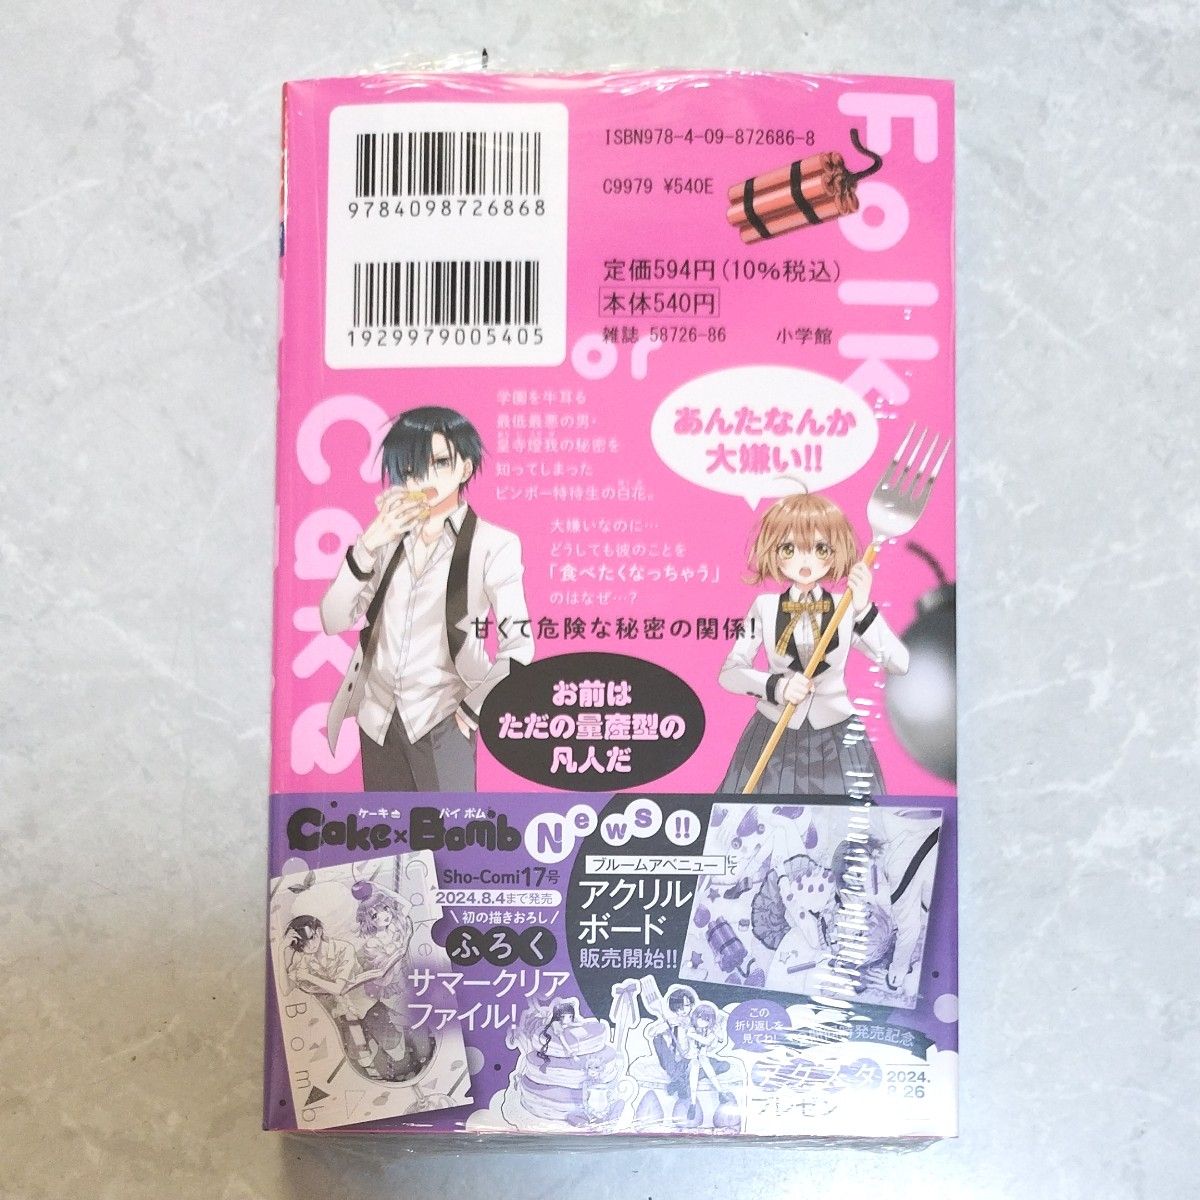 9784098726868
1929979005405
ISBN978-4-09-872686-8
C9979 ¥540E
定価594円(10%税込)
本体540円
雑誌 58726-86 小学館
Folk
or
Cake
学園を牛耳る
最低最悪の男・
皇寺燈我の秘密を
知ってしまった
ビンボー特待生の白花。
大嫌いなのに…
どうしても彼のことを
「食べたくなっちゃう」
のはなぜ…?
甘くて危険な秘密の関係!
あんたなんか
大嫌い!!
お前は
ただの量産型の
凡人だ
ケーキ バイ ボム
Cake×Bomb News!!
Sho-Comi17号
2024.8.4まで発売
初の描きおろし
ふろく
サマークリア
ファイル!
ブルームアベニューにて
アクリル
ボード
販売開始!!
この
折り返しを
見てね!
時発売記念
2024.
8.26